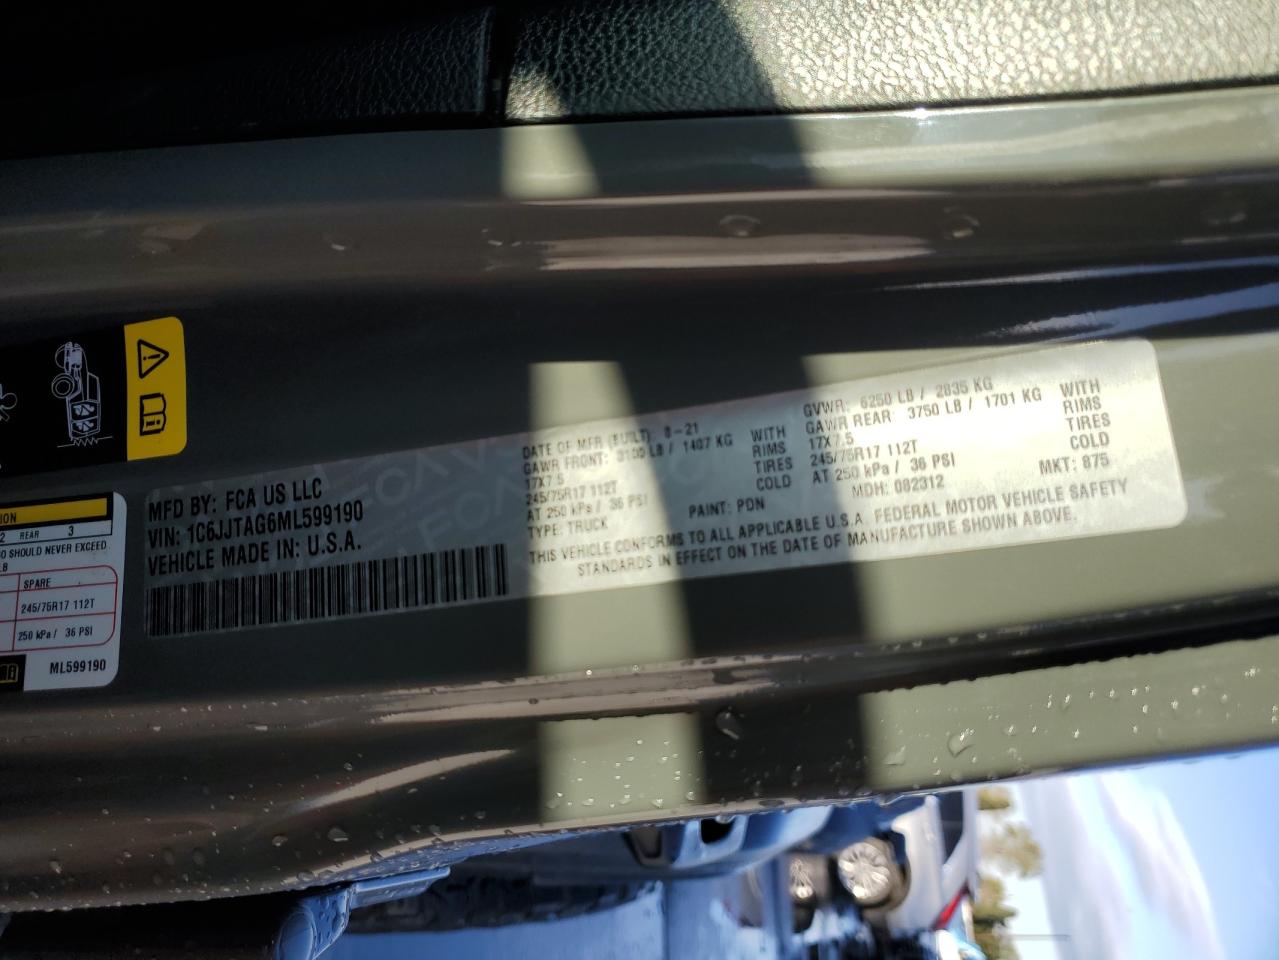 MFD BY: FCA US LLC
VIN: 1C6JJTAG6ML599190
VEHICLE MADE IN: U.S.A.
DATE OF MFR (BUILT): 8-21
GAWR FRONT: 3100 LB / 1407 KG WITH
17X7.5 RIMS
245/75R17 112T TIRES
AT 250 kPa / 36 PSI COLD
TYPE: TRUCK PAINT: PDN
GVWR: 6250 LB / 2835 KG
GAWR REAR: 3750 LB / 1701 KG WITH
17X7.5 RIMS
245/75R17 112T TIRES
AT 250 kPa / 36 PSI COLD
MDH: 082312 MKT: 875
THIS VEHICLE CONFORMS TO ALL APPLICABLE U.S.A. FEDERAL MOTOR VEHICLE SAFETY
STANDARDS IN EFFECT ON THE DATE OF MANUFACTURE SHOWN ABOVE.
ION
2 REAR 3
O SHOULD NEVER EXCEED
LB
SPARE
245/75R17 112T
250 kPa / 36 PSI
ML599190